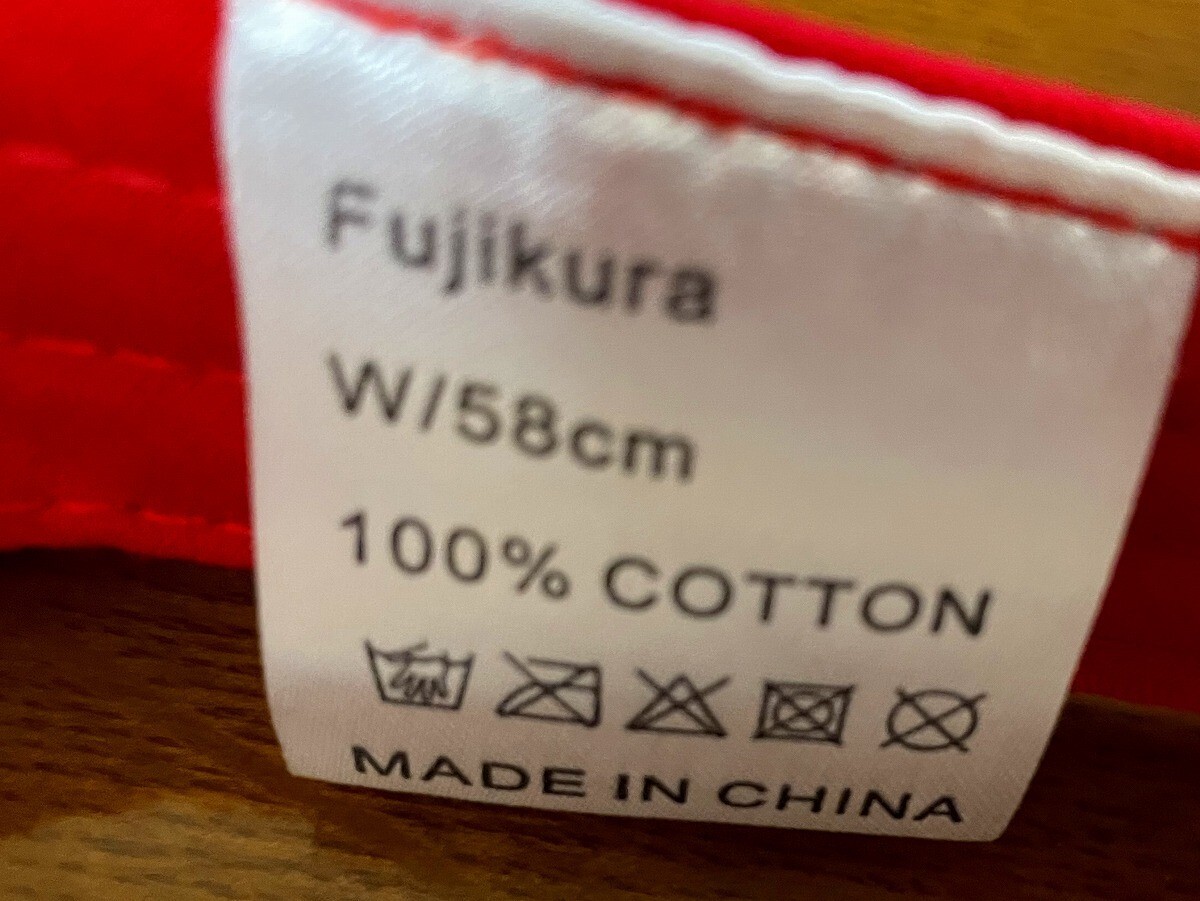 Fujikura
W/58cm
100% COTTON
MADE IN CHINA